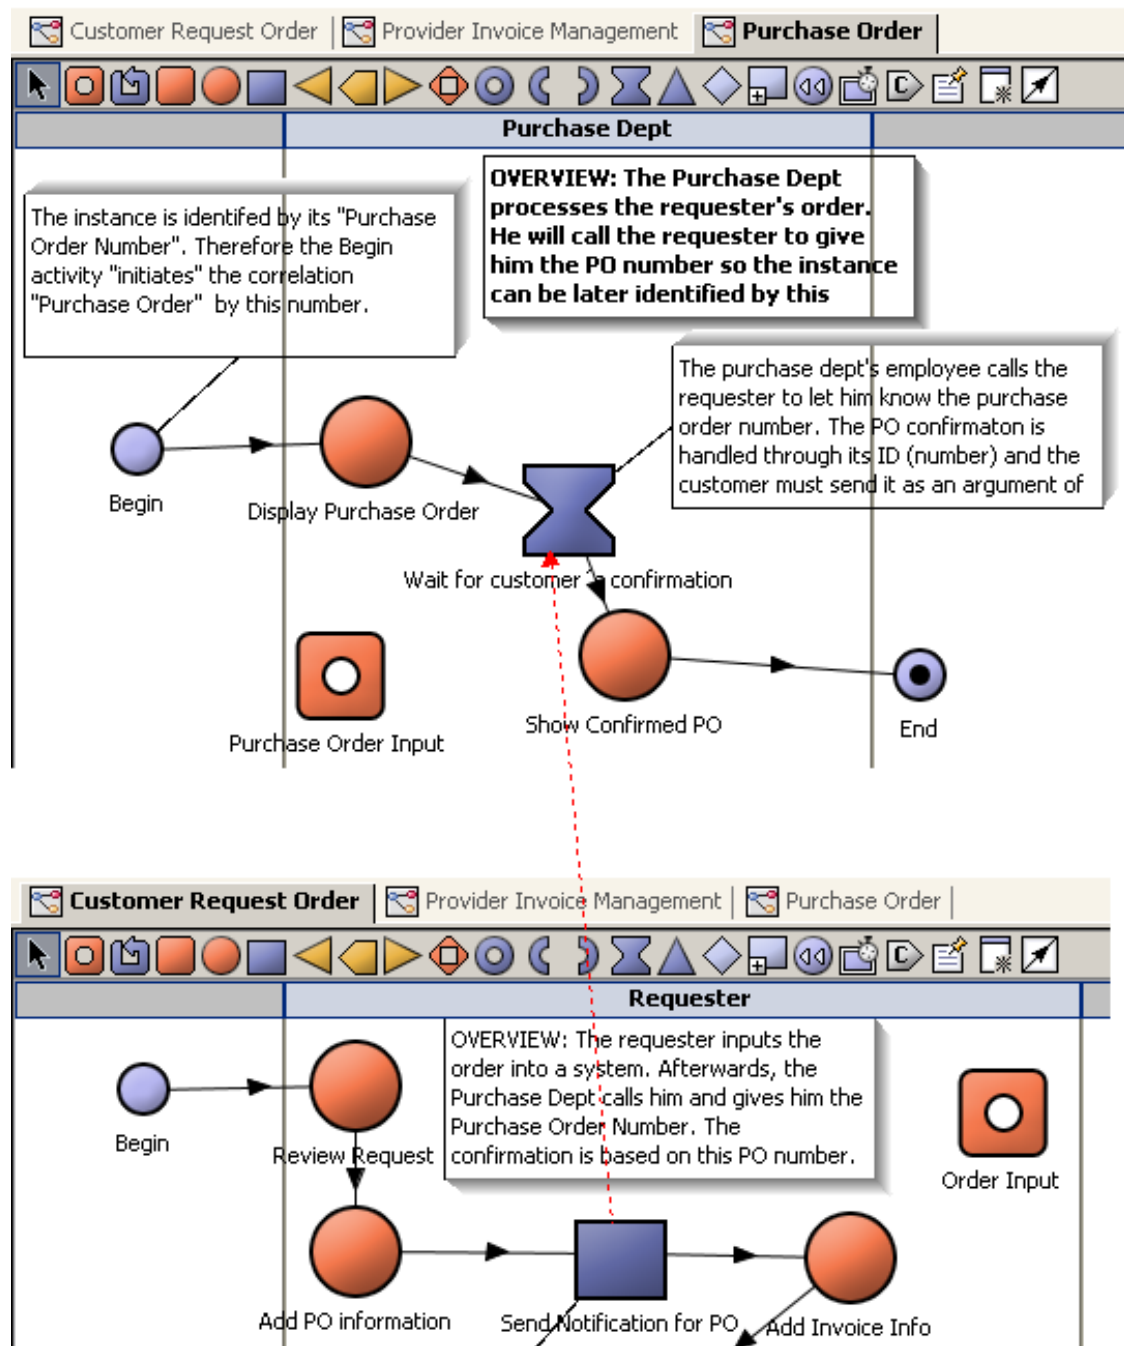 Customer Request Order | Provider Invoice Management Purchase Order
Purchase Dept
The instance is identifed by its "Purchase
Order Number". Therefore the Begin
activity "initiates" the correlation
"Purchase Order" by this number.
OVERVIEW: The Purchase Dept
processes the requester's order.
He will call the requester to give
him the PO number so the instance
can be later identified by this
The purchase dept's employee calls the
requester to let him know the purchase
order number. The PO confirmaton is
handled through its ID (number) and the
customer must send it as an argument of
Begin
Display Purchase Order
Wait for customer's confirmation
Purchase Order Input
Show Confirmed PO
End
Customer Request Order Provider Invoice Management | Purchase Order |
Requester
OVERVIEW: The requester inputs the
order into a system. Afterwards, the
Purchase Dept calls him and gives him the
Purchase Order Number. The
confirmation is based on this PO number.
Begin
Review Request
Order Input
Add PO information
Send Notification for PO
Add Invoice Info